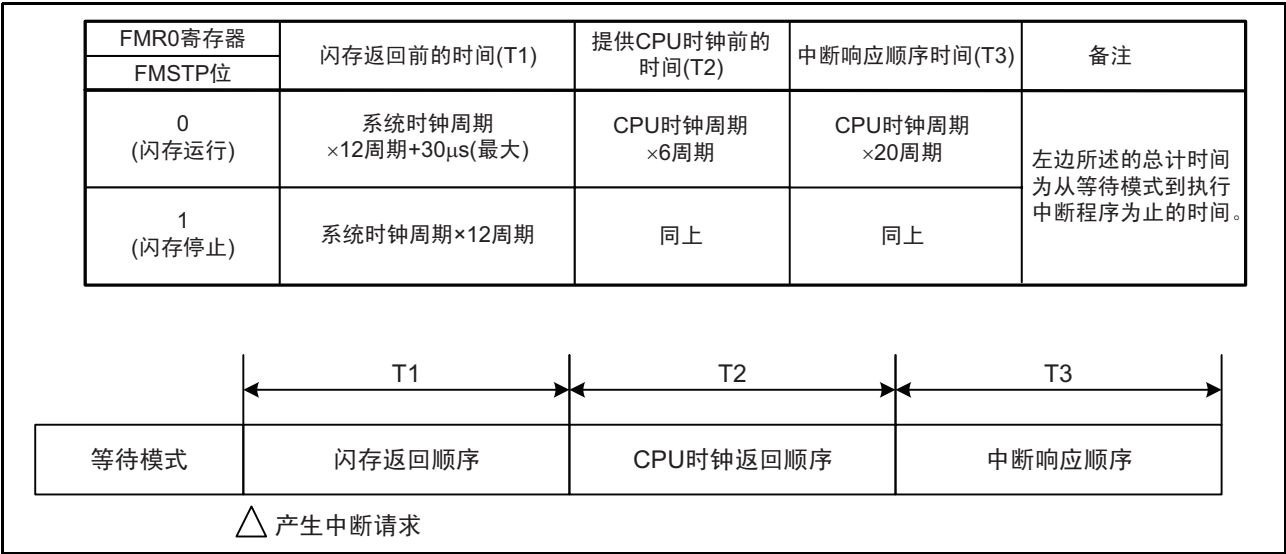 FMR0寄存器
FMSTP位
闪存返回前的时间(T1)
提供CPU时钟前的
时间(T2)
中断响应顺序时间(T3)
备注
0
(闪存运行)
系统时钟周期
×12周期+30μs(最大)
CPU时钟周期
×6周期
CPU时钟周期
×20周期
左边所述的总计时间
为从等待模式到执行
中断程序为止的时间。
1
(闪存停止)
系统时钟周期×12周期
同上
同上
T1
T2
T3
等待模式
闪存返回顺序
CPU时钟返回顺序
中断响应顺序
产生中断请求